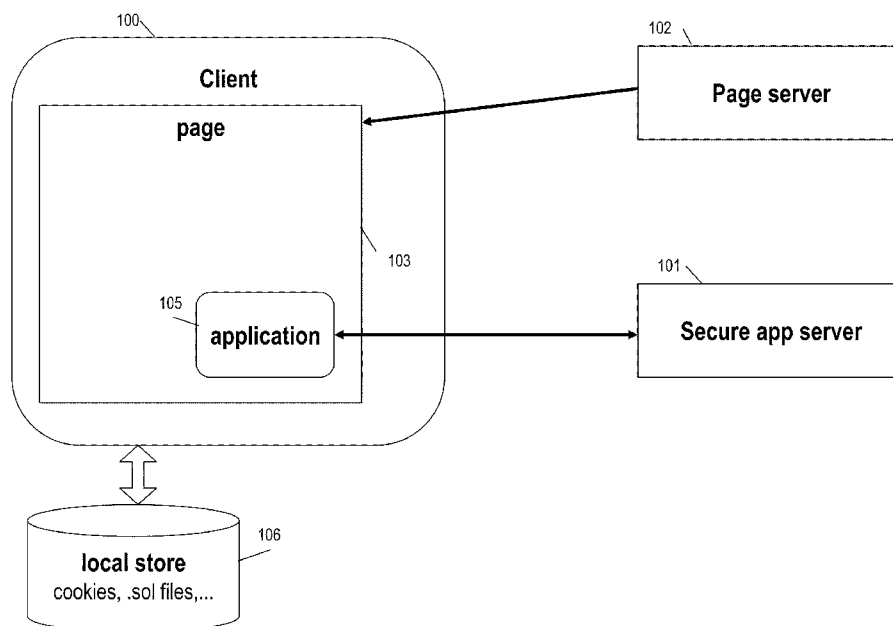 100
Client
page
102
Page server
103
101
Secure app server
105
application
local store
cookies, .sol files,...
106